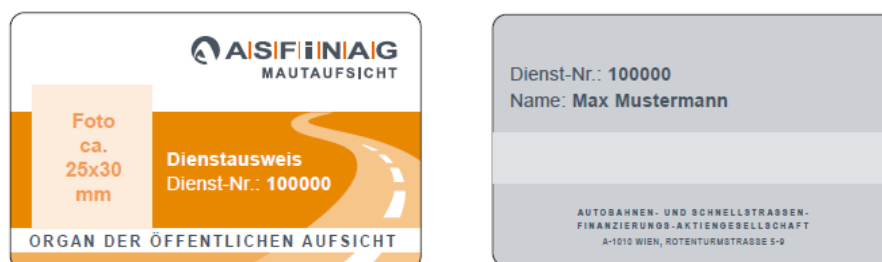 ASFiNAG
MAUTAUFSICHT
Foto
ca.
25x30
mm
Dienstausweis
Dienst-Nr.: 100000
ORGAN DER ÖFFENTLICHEN AUFSICHT
Dienst-Nr.: 100000
Name: Max Mustermann
AUTOBAHNEN- UND SCHNELLSTRASSEN-
FINANZIERUNGS-AKTIENGESELLSCHAFT
A-1010 WIEN, ROTENTURMSTRASSE 5-9